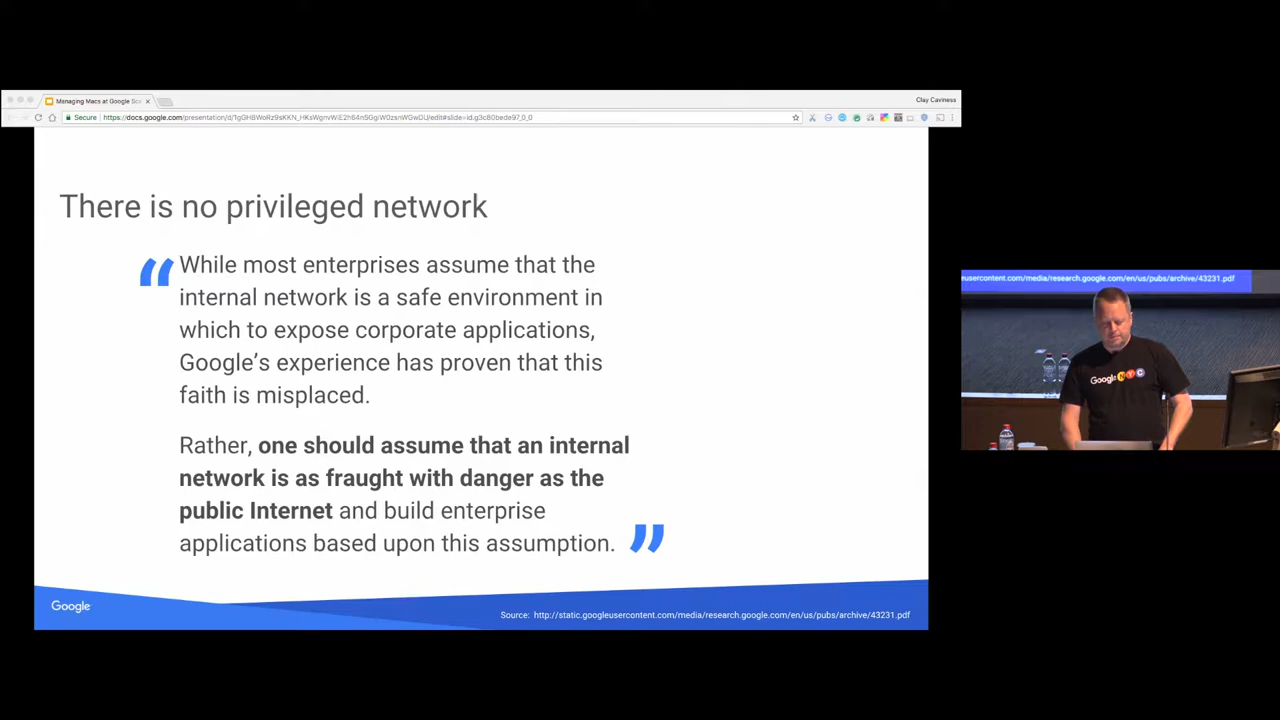 Managing Macs at Google Sc
Clay Caviness
Secure
There is no privileged network
“ While most enterprises assume that the
internal network is a safe environment in
which to expose corporate applications,
Google’s experience has proven that this
faith is misplaced.
Rather, one should assume that an internal
network is as fraught with danger as the
public Internet and build enterprise
applications based upon this assumption. ”
Google
Source: http://static.googleusercontent.com/media/research.google.com/en/us/pubs/archive/43231.pdf
eusercontent.com/media/research.google.com/en/us/pubs/archive/43231.pdf
Google NYC